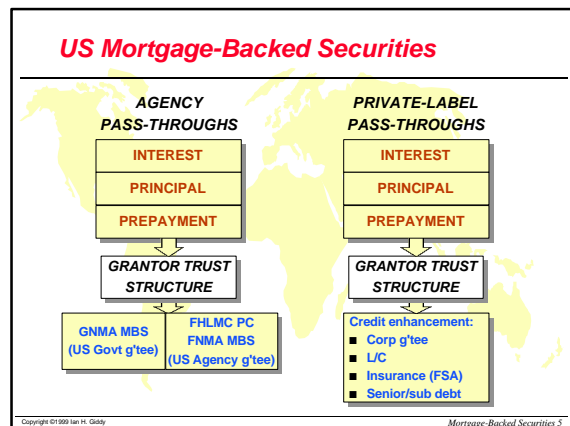 US Mortgage-Backed Securities
AGENCY
PASS-THROUGHS
INTEREST
PRINCIPAL
PREPAYMENT
GRANTOR TRUST
STRUCTURE
GNMA MBS
(US Govt g'tee)
FHLMC PC
FNMA MBS
(US Agency g'tee)
PRIVATE-LABEL
PASS-THROUGHS
INTEREST
PRINCIPAL
PREPAYMENT
GRANTOR TRUST
STRUCTURE
Credit enhancement:
■ Corp g'tee
■ L/C
■ Insurance (FSA)
■ Senior/sub debt
Copyright ©1999 Ian H. Giddy
Mortgage-Backed Securities 5